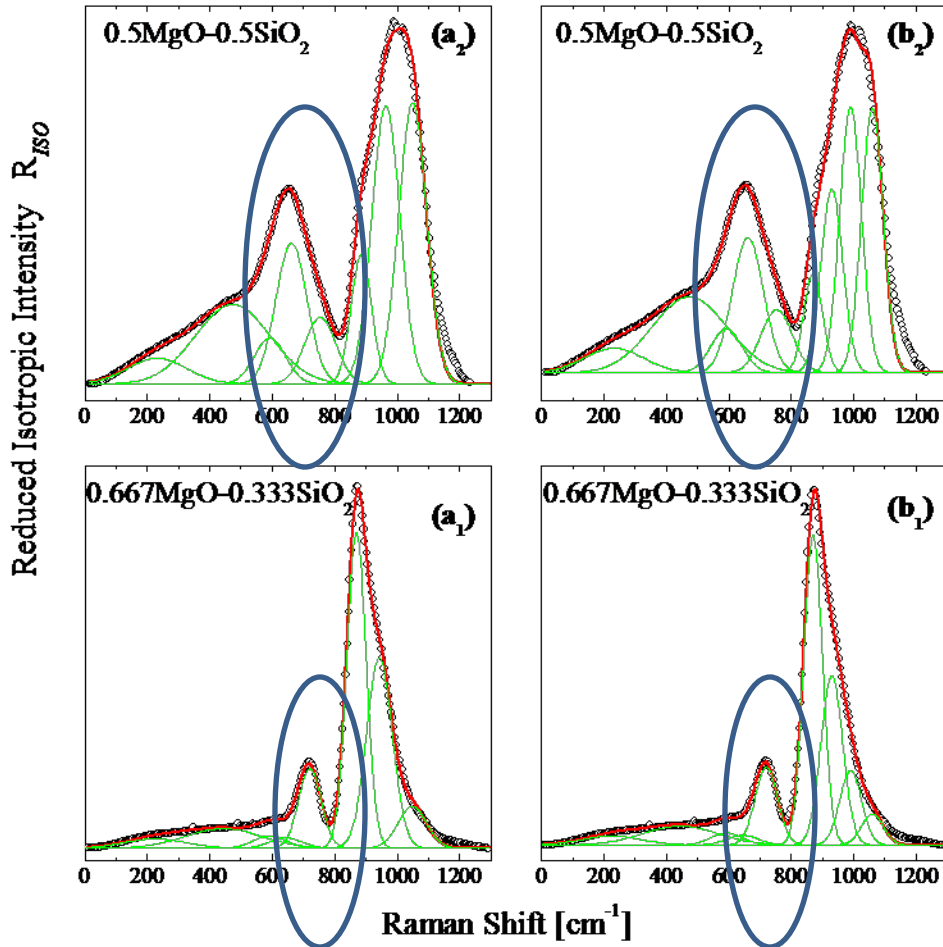 Reduced Isotropic Intensity R_ISO
0.5MgO-0.5SiO₂
(a₂)
0 200 400 600 800 1000 1200
0.5MgO-0.5SiO₂
(b₂)
0 200 400 600 800 1000 1200
0.667MgO-0.333SiO₂
(a₁)
0 200 400 600 800 1000 1200
0.667MgO-0.333SiO₂
(b₁)
0 200 400 600 800 1000 1200
Raman Shift [cm⁻¹]